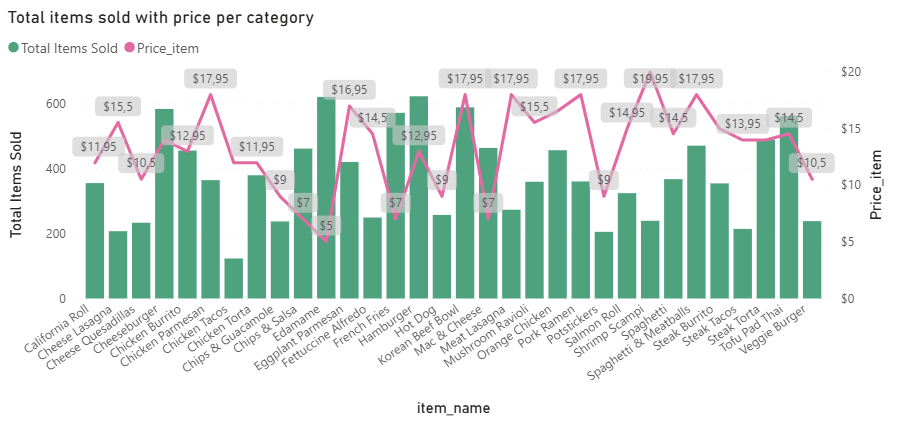 Total items sold with price per category
Total Items Sold Price_item
Total Items Sold
600
400
200
0
$20
$15
$10
$5
$0
Price_item
$11,95
$15,5
$10,5
$12,95
$17,95
$11,95
$9
$7
$5
$16,95
$14,5
$7
$12,95
$9
$17,95
$7
$17,95
$15,5
$17,95
$9
$14,95
$19,95
$14,5
$17,95
$13,95
$14,5
$10,5
California Roll
Cheese Lasagna
Cheese Quesadillas
Cheeseburger
Chicken Burrito
Chicken Parmesan
Chicken Tacos
Chicken Torta
Chips & Guacamole
Chips & Salsa
Edamame
Eggplant Parmesan
Fettuccine Alfredo
French Fries
Hamburger
Hot Dog
Korean Beef Bowl
Mac & Cheese
Meat Lasagna
Mushroom Ravioli
Orange Chicken
Pork Ramen
Potstickers
Salmon Roll
Shrimp Scampi
Spaghetti
Spaghetti & Meatballs
Steak Burrito
Steak Tacos
Steak Torta
Tofu Pad Thai
Veggie Burger
item_name